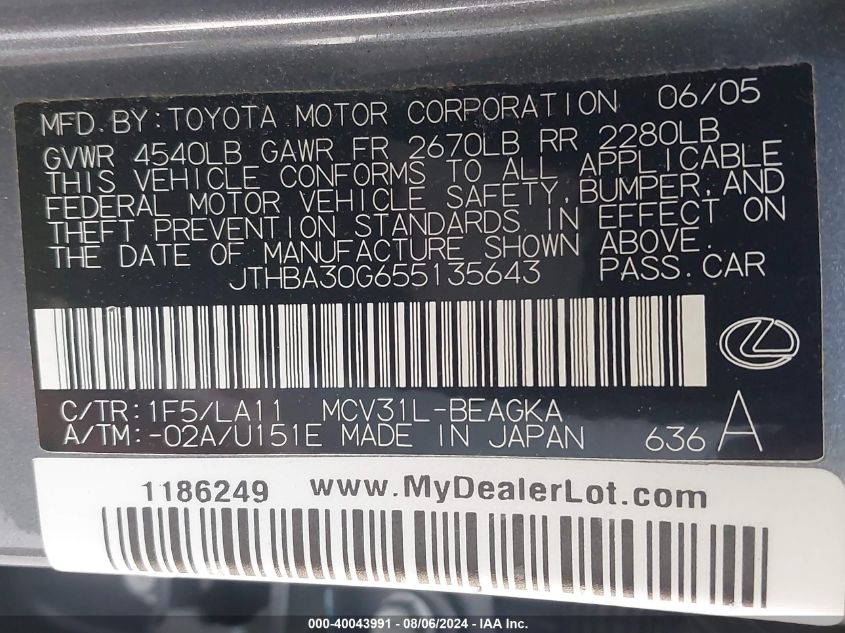 MFD. BY: TOYOTA MOTOR CORPORATION 06/05
GVWR 4540LB GAWR FR 2670LB RR 2280LB
THIS VEHICLE CONFORMS TO ALL APPLICABLE
FEDERAL MOTOR VEHICLE SAFETY, BUMPER, AND
THEFT PREVENTION STANDARDS IN EFFECT ON
THE DATE OF MANUFACTURE SHOWN ABOVE.
JTHBA30G655135643 PASS. CAR
C/TR: 1F5/LA11 MCV31L-BEAGKA
A/TM: -02A/U151E MADE IN JAPAN 636 A
1186249 www.MyDealerLot.com
000-40043991 - 08/06/2024 - IAA Inc.